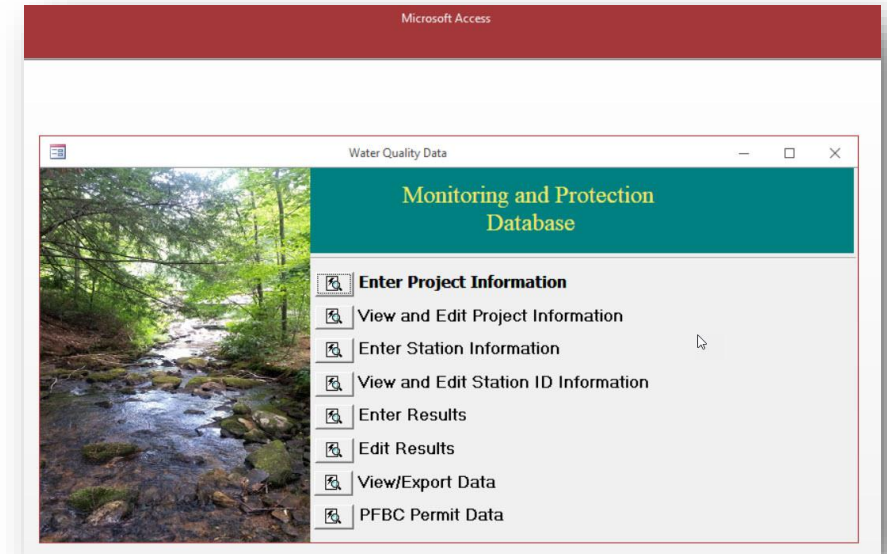 Microsoft Access
Water Quality Data
Monitoring and Protection
Database
Enter Project Information
View and Edit Project Information
Enter Station Information
View and Edit Station ID Information
Enter Results
Edit Results
View/Export Data
PFBC Permit Data